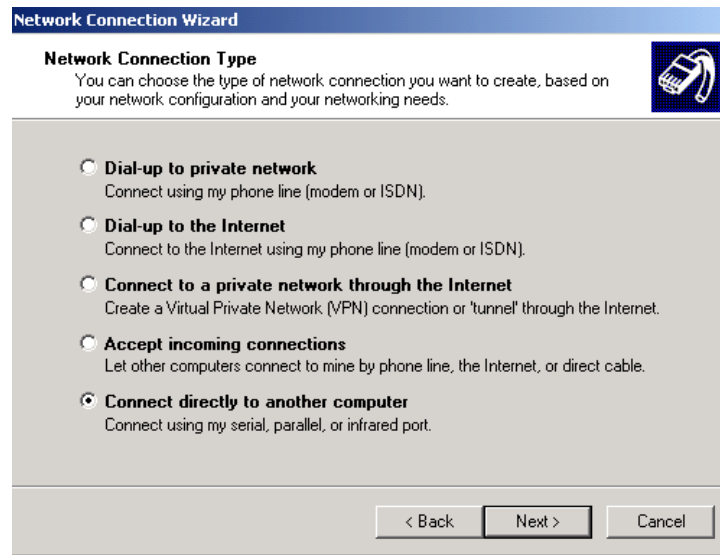 Network Connection Wizard
Network Connection Type
You can choose the type of network connection you want to create, based on
your network configuration and your networking needs.
Dial-up to private network
Connect using my phone line (modem or ISDN).
Dial-up to the Internet
Connect to the Internet using my phone line (modem or ISDN).
Connect to a private network through the Internet
Create a Virtual Private Network (VPN) connection or 'tunnel' through the Internet.
Accept incoming connections
Let other computers connect to mine by phone line, the Internet, or direct cable.
Connect directly to another computer
Connect using my serial, parallel, or infrared port.
< Back Next > Cancel